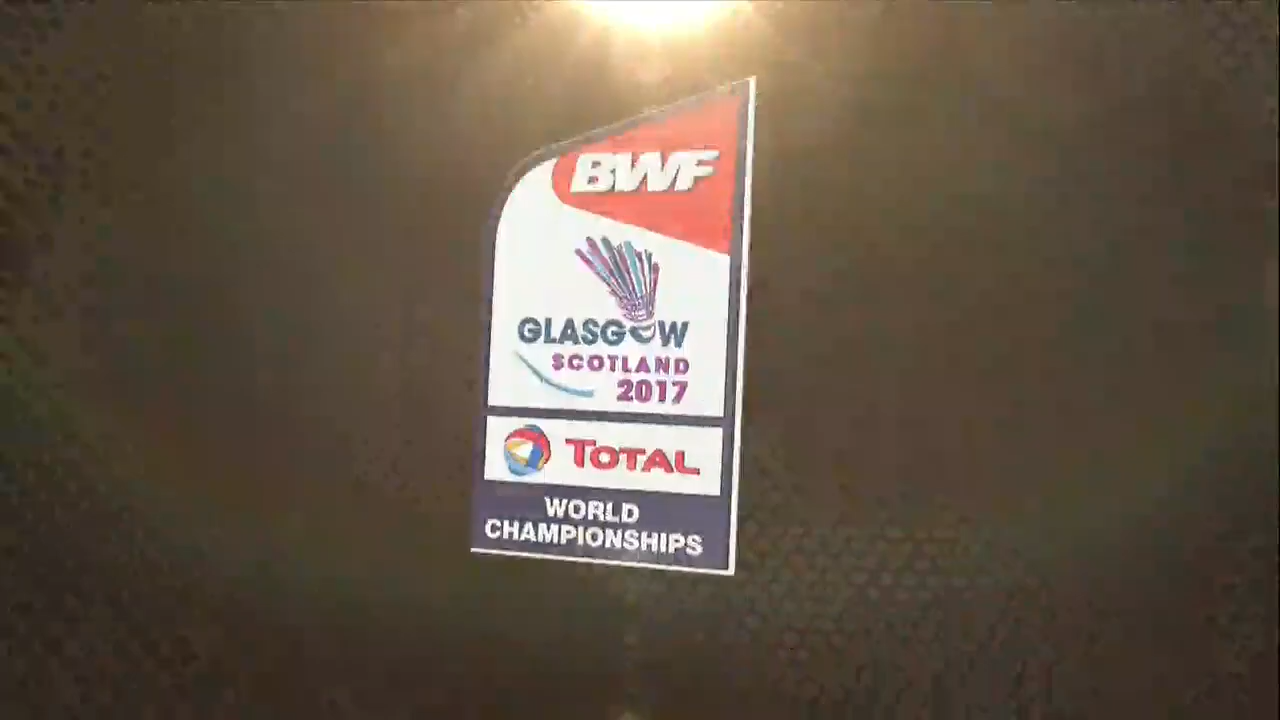 BWF
GLASGOW
SCOTLAND
2017
TOTAL
WORLD
CHAMPIONSHIPS